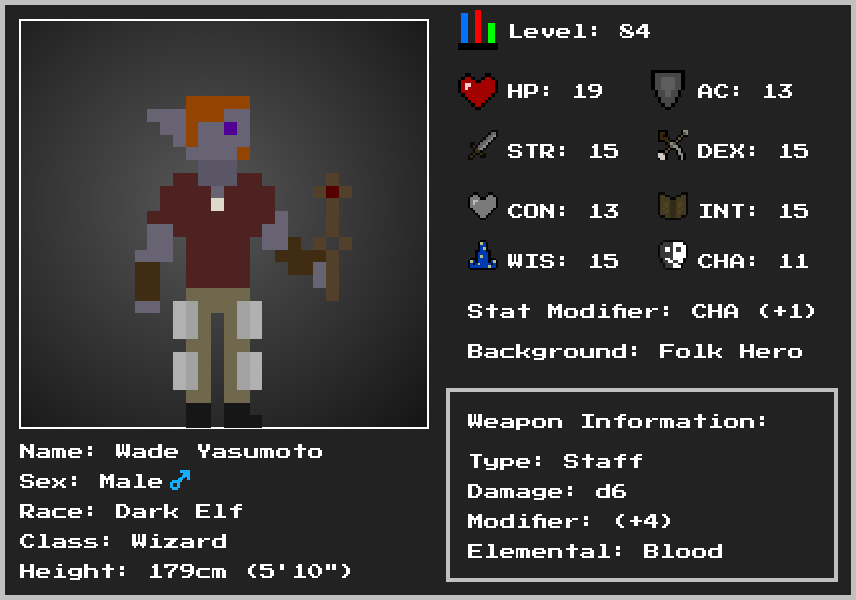 Level: 84
HP: 19
AC: 13
STR: 15
DEX: 15
CON: 13
INT: 15
WIS: 15
CHA: 11
Stat Modifier: CHA (+1)
Background: Folk Hero
Weapon Information:
Type: Staff
Damage: d6
Modifier: (+4)
Elemental: Blood
Name: Wade Yasumoto
Sex: Male ♂
Race: Dark Elf
Class: Wizard
Height: 179cm (5'10")